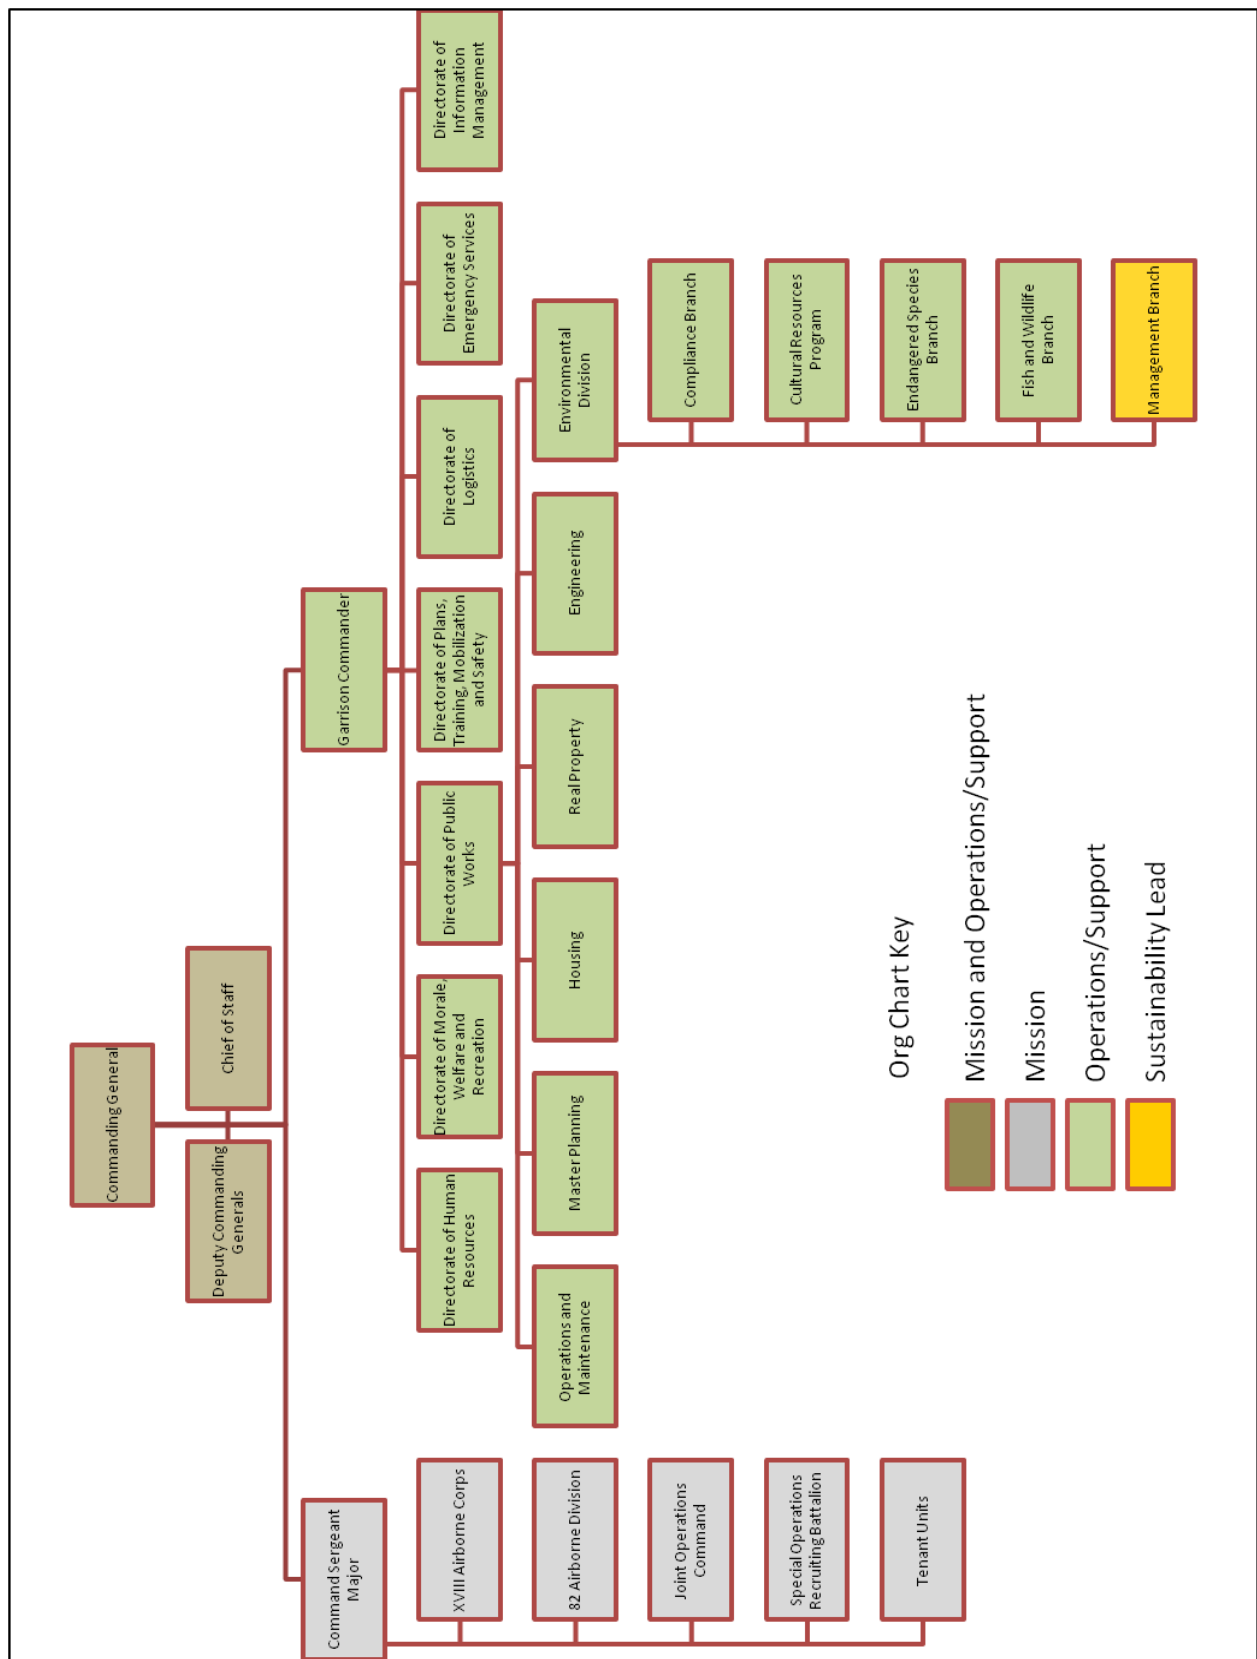 Commanding General
Deputy Commanding
Generals
Chief of Staff
Command Sergeant
Major
Garrison Commander
XVIII Airborne Corps
82 Airborne Division
Joint Operations
Command
Special Operations
Recruiting Battalion
Tenant Units
Directorate of Human
Resources
Directorate of Morale,
Welfare and
Recreation
Directorate of Public
Works
Directorate of Plans,
Training, Mobilization
and Safety
Directorate of
Logistics
Directorate of
Emergency Services
Directorate of
Information
Management
Operations and
Maintenance
Master Planning
Housing
Real Property
Engineering
Environmental
Division
Compliance Branch
Cultural Resources
Program
Endangered Species
Branch
Fish and Wildlife
Branch
Management Branch
Org Chart Key
Mission and Operations/Support
Mission
Operations/Support
Sustainability Lead